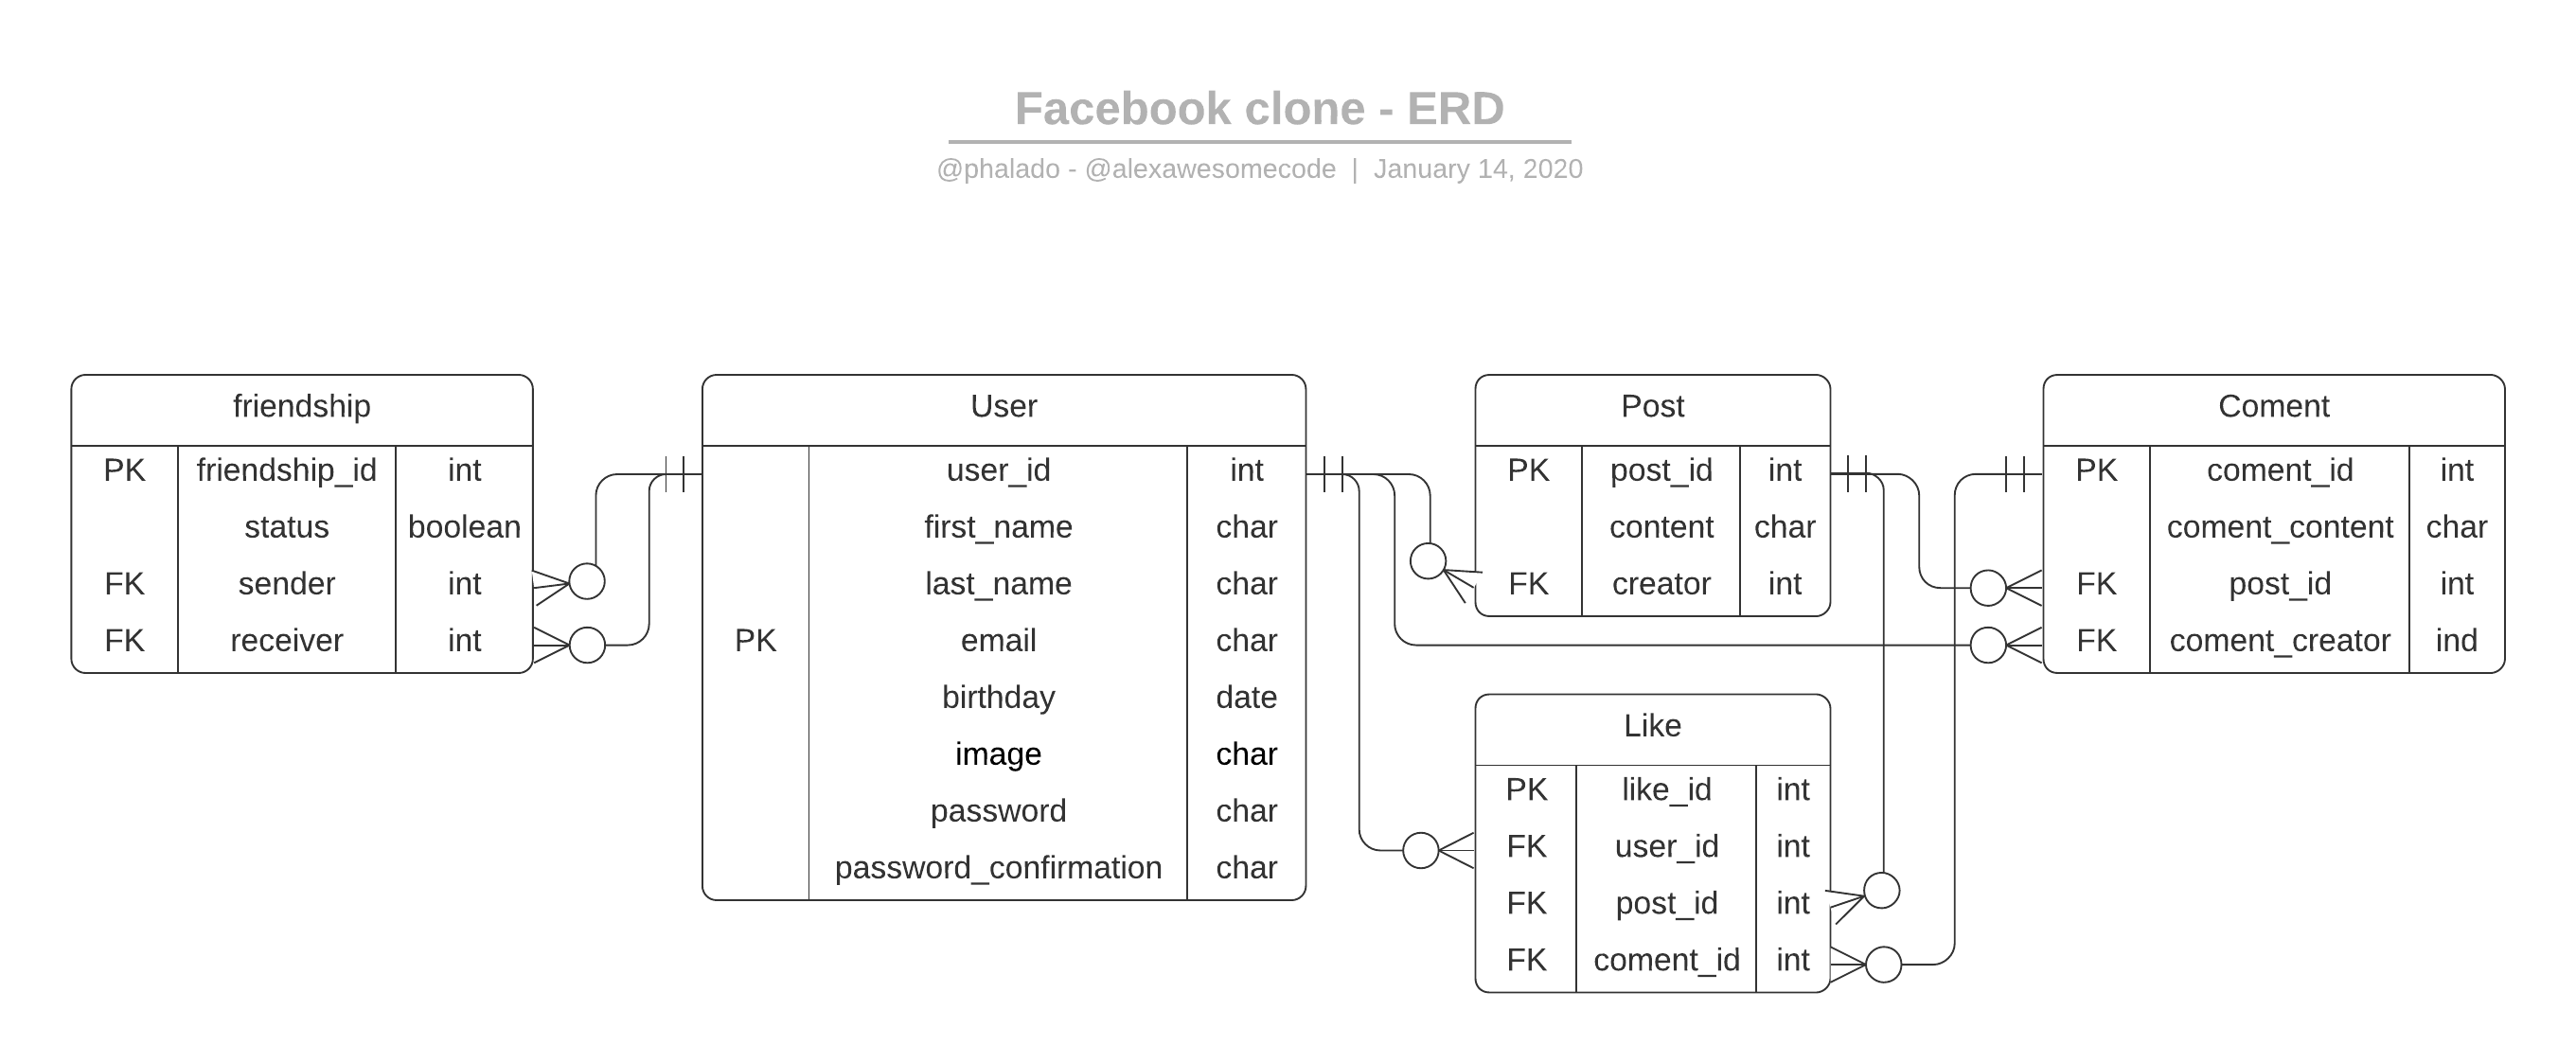 Facebook clone - ERD
@phalado - @alexawesomecode | January 14, 2020
friendship
PK friendship_id int
status boolean
FK sender int
FK receiver int
User
user_id int
first_name char
last_name char
PK email char
birthday date
image char
password char
password_confirmation char
Post
PK post_id int
content char
FK creator int
Like
PK like_id int
FK user_id int
FK post_id int
FK coment_id int
Coment
PK coment_id int
coment_content char
FK post_id int
FK coment_creator ind